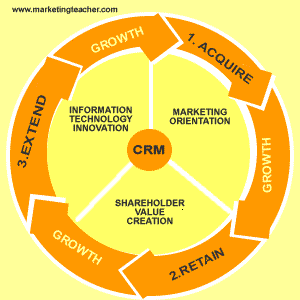 www.marketingteacher.com
GROWTH
1. ACQUIRE
INFORMATION
TECHNOLOGY
INNOVATION
MARKETING
ORIENTATION
3.EXTEND
CRM
GROWTH
SHAREHOLDER
VALUE
CREATION
GROWTH
2.RETAIN